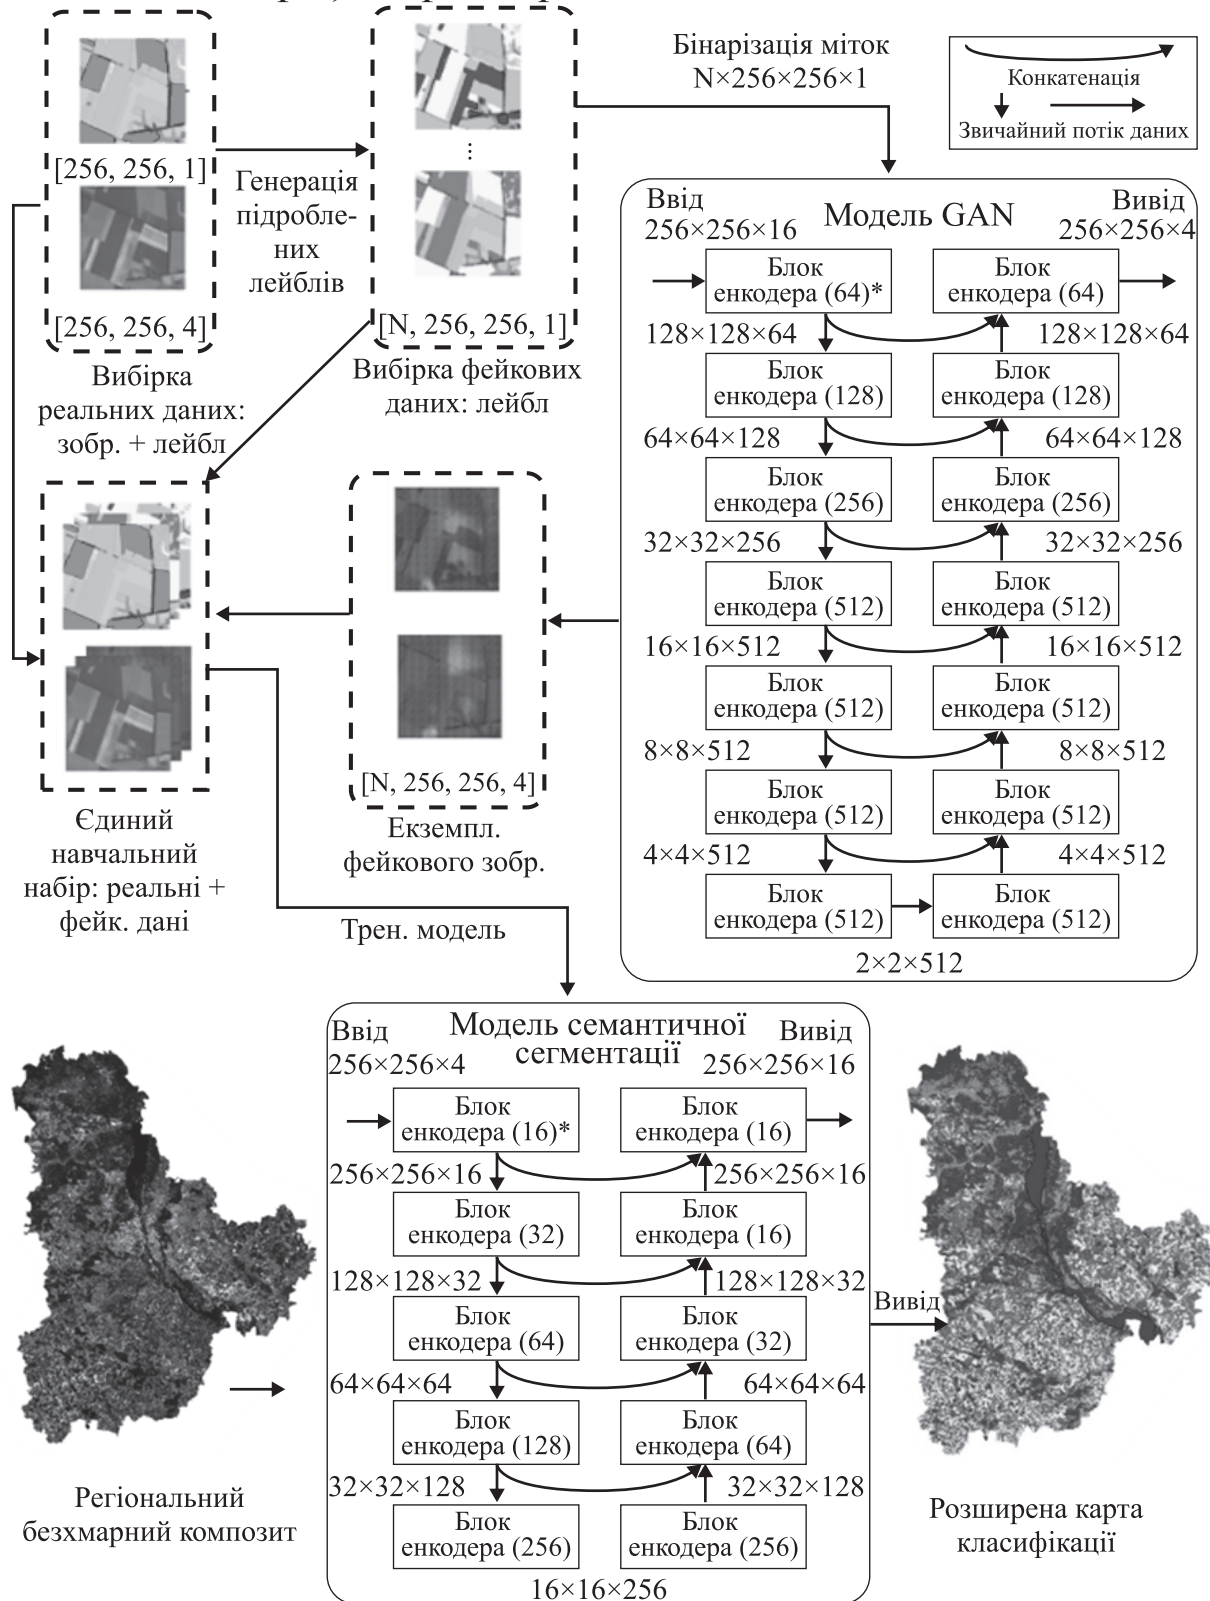 [256, 256, 1]
[256, 256, 4]
Вибірка
реальних даних:
зобр. + лейбл
Генерація
підробле-
них
лейблів
...
[N, 256, 256, 1]
Вибірка фейкових
даних: лейбл
Бінарізація міток
N×256×256×1
Конкатенація
Звичайний потік даних
Єдиний
навчальний
набір: реальні +
фейк. дані
[N, 256, 256, 4]
Екземпл.
фейкового зобр.
Трен. модель
Ввід
256×256×16
Модель GAN
Вивід
256×256×4
Блок
енкодера (64)*
Блок
енкодера (64)
128×128×64
128×128×64
Блок
енкодера (128)
Блок
енкодера (128)
64×64×128
64×64×128
Блок
енкодера (256)
Блок
енкодера (256)
32×32×256
32×32×256
Блок
енкодера (512)
Блок
енкодера (512)
16×16×512
16×16×512
Блок
енкодера (512)
Блок
енкодера (512)
8×8×512
8×8×512
Блок
енкодера (512)
Блок
енкодера (512)
4×4×512
4×4×512
Блок
енкодера (512)
Блок
енкодера (512)
2×2×512
Ввід
256×256×4
Модель семантичної
сегментації
Вивід
256×256×16
Блок
енкодера (16)*
Блок
енкодера (16)
256×256×16
256×256×16
Блок
енкодера (32)
Блок
енкодера (16)
128×128×32
128×128×32
Блок
енкодера (64)
Блок
енкодера (32)
64×64×64
64×64×64
Блок
енкодера (128)
Блок
енкодера (64)
32×32×128
32×32×128
Блок
енкодера (256)
Блок
енкодера (256)
16×16×256
Регіональний
безхмарний композит
Вивід
Розширена карта
класифікації